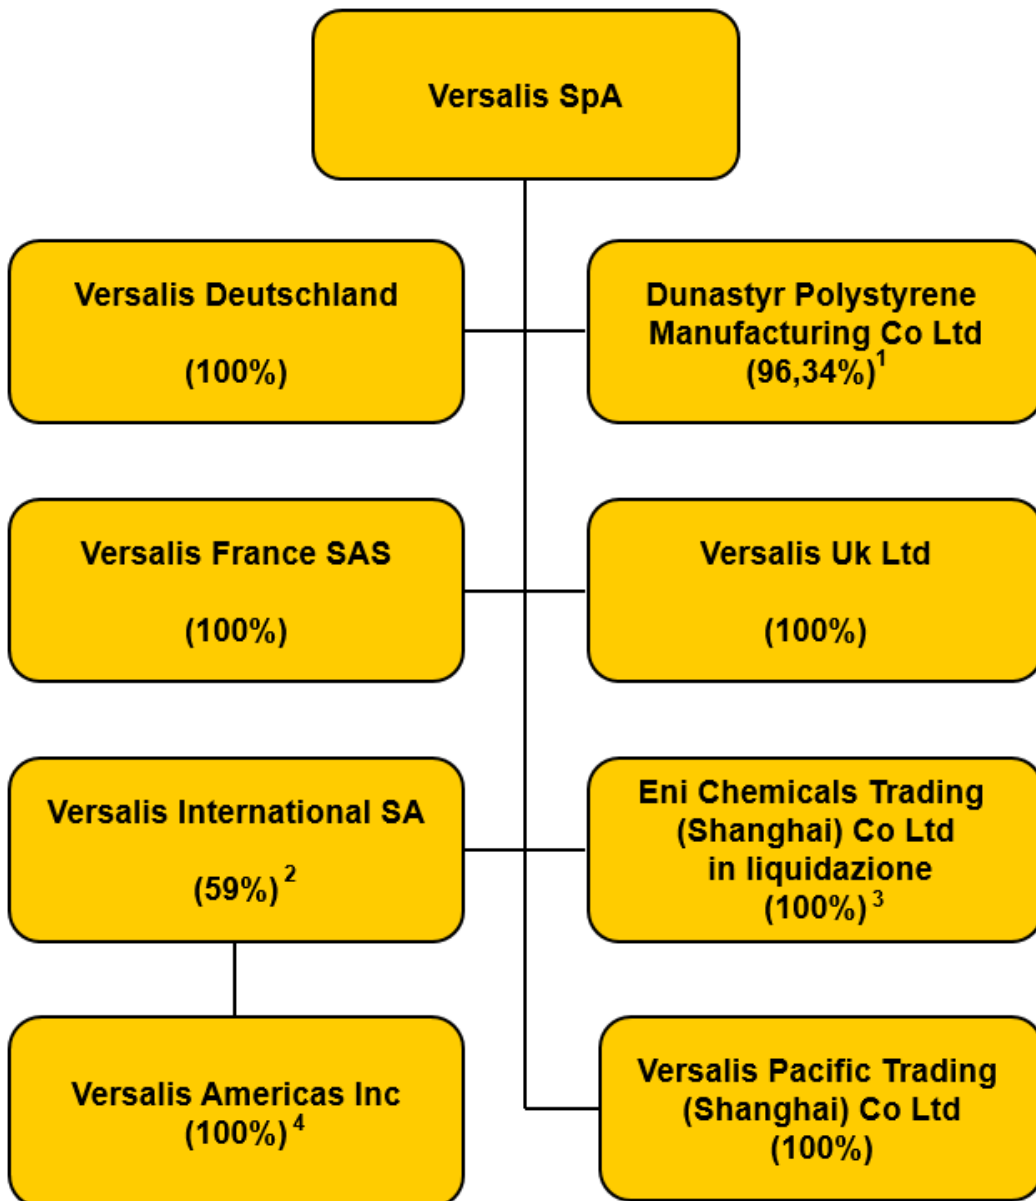 Versalis SpA
Versalis Deutschland
(100%)
Dunastyr Polystyrene
Manufacturing Co Ltd
(96,34%)1
Versalis France SAS
(100%)
Versalis Uk Ltd
(100%)
Versalis International SA
(59%) 2
Eni Chemicals Trading
(Shanghai) Co Ltd
in liquidazione
(100%) 3
Versalis Americas Inc
(100%) 4
Versalis Pacific Trading
(Shanghai) Co Ltd
(100%)